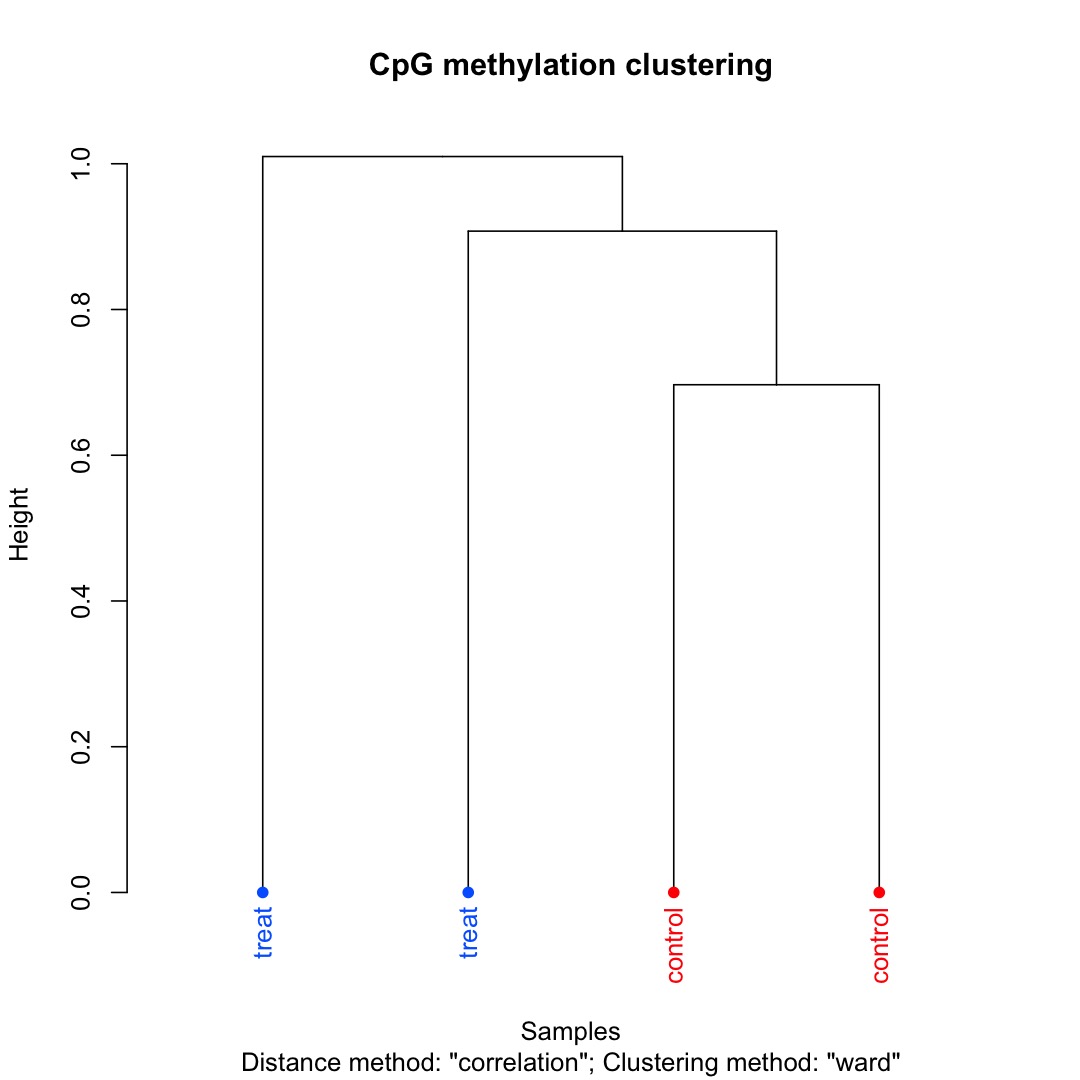 CpG methylation clustering
Height
1.0
0.8
0.6
0.4
0.2
0.0
treat
treat
control
control
Samples
Distance method: "correlation"; Clustering method: "ward"